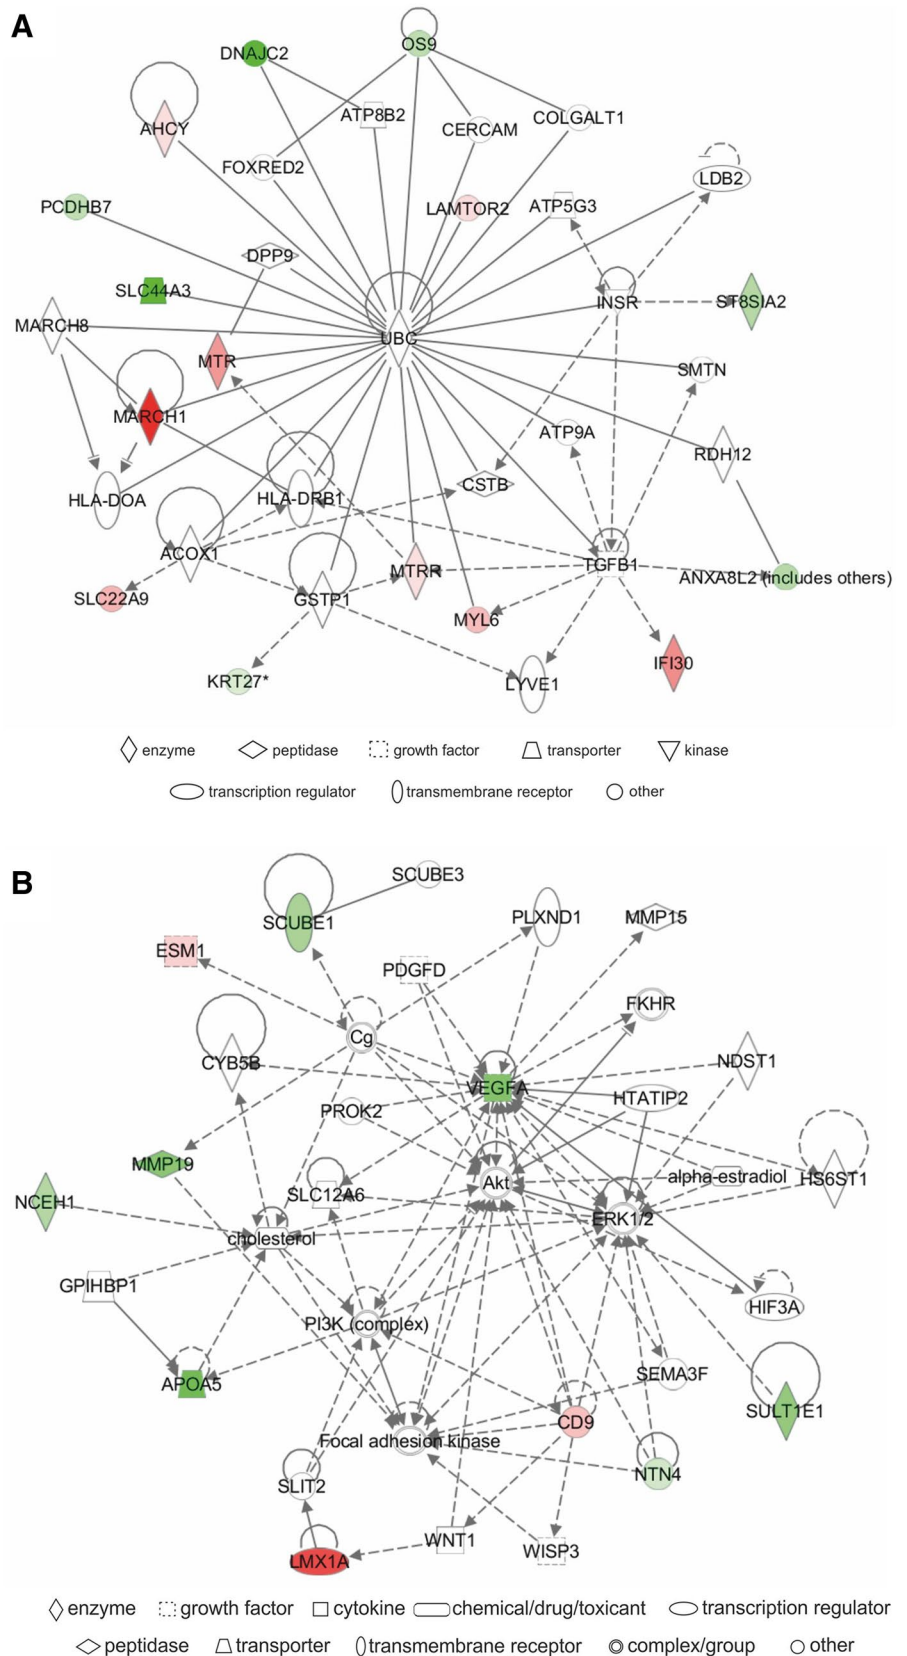 A
DNAJC2
OS9
AHCY
ATP8B2
CERCAM
COLGALT1
FOXRED2
LDB2
PCDHB7
LAMTOR2
ATP5G3
DPP9
SLC44A3
INSR
ST8SIA2
MARCH8
UBC
MTR
SMTN
MARCH1
ATP9A
RDH12
HLA-DOA
HLA-DRB1
CSTB
ACOX1
TGFB1
MTRR
ANXA8L2 (includes others)
SLC22A9
GSTP1
MYL6
IFI30
KRT27*
LYVE1
enzyme peptidase growth factor transporter kinase
transcription regulator transmembrane receptor other
B
SCUBE3
SCUBE1
PLXND1
MMP15
ESM1
PDGFD
FKHR
Cg
CYB5B
NDST1
VEGFA
HTATIP2
PROK2
MMP19
alpha-estradiol
HS6ST1
Akt
SLC12A6
NCEH1
ERK1/2
cholesterol
GPIHBP1
HIF3A
PI3K (complex)
SEMA3F
APOA5
SULT1E1
CD9
Focal adhesion kinase
NTN4
SLIT2
WNT1
WISP3
LMX1A
enzyme growth factor cytokine chemical/drug/toxicant transcription regulator
peptidase transporter transmembrane receptor complex/group other